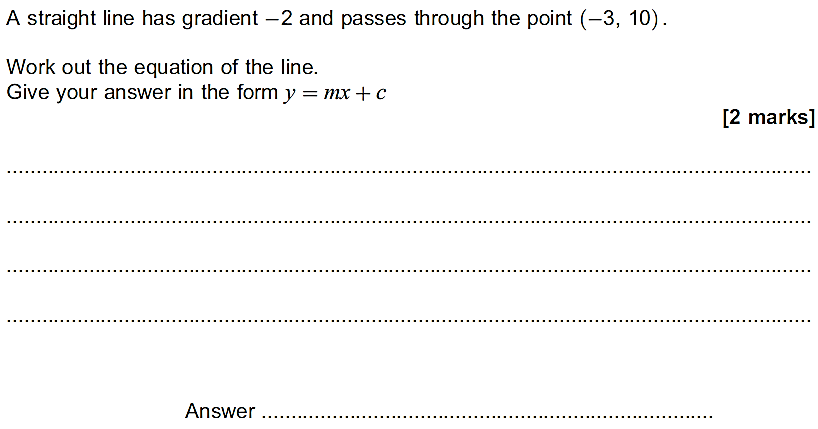 A straight line has gradient −2 and passes through the point (−3, 10).
Work out the equation of the line.
Give your answer in the form y = mx + c
[2 marks]
Answer